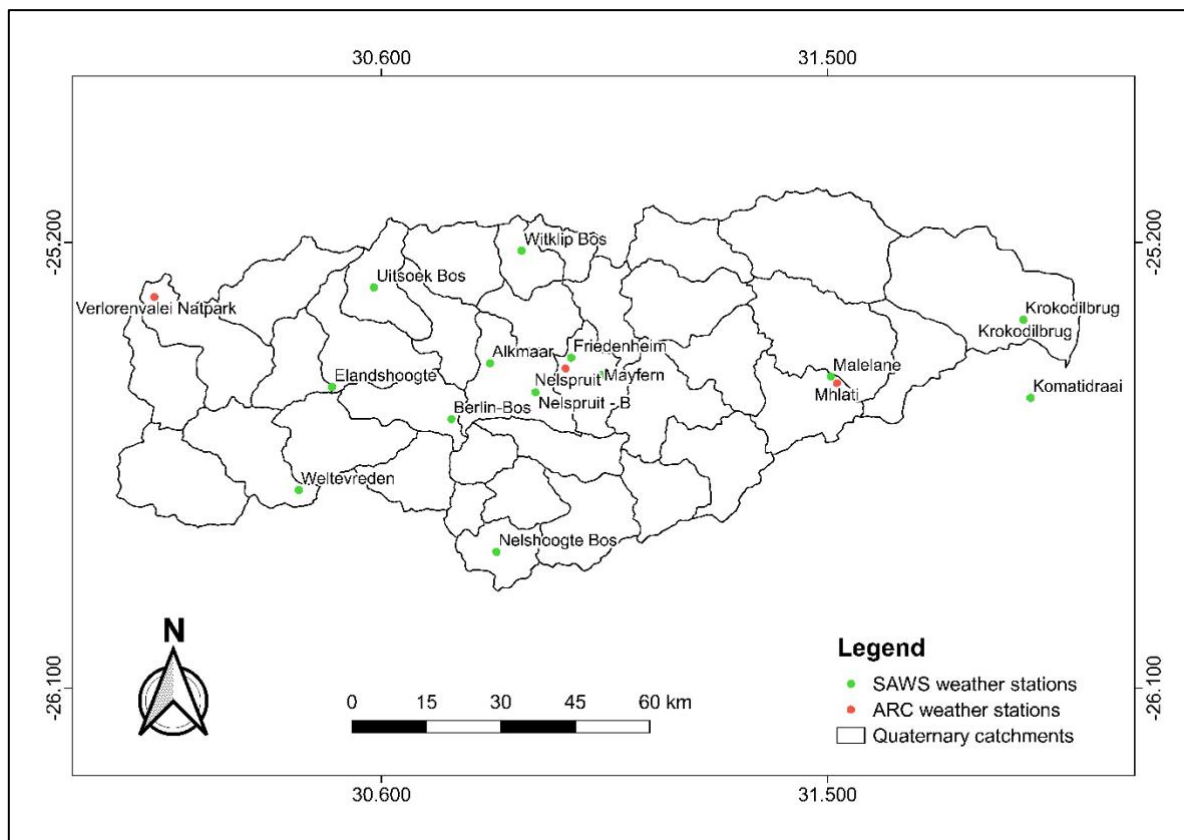 30.600
31.500
-25.200
-25.200
Witklip Bos
Uitsoek Bos
Verlorenvalei Natpark
Krokodilbrug
Krokodilbrug
Friedenheim
Alkmaar
Malelane
Elandshoogte
Nelspruit
Mayfern
Mhlati
Nelspruit - B
Komatidraai
Berlin-Bos
Weltevreden
Nelshoogte Bos
N
Legend
SAWS weather stations
ARC weather stations
Quaternary catchments
0 15 30 45 60 km
-26.100
-26.100
30.600
31.500